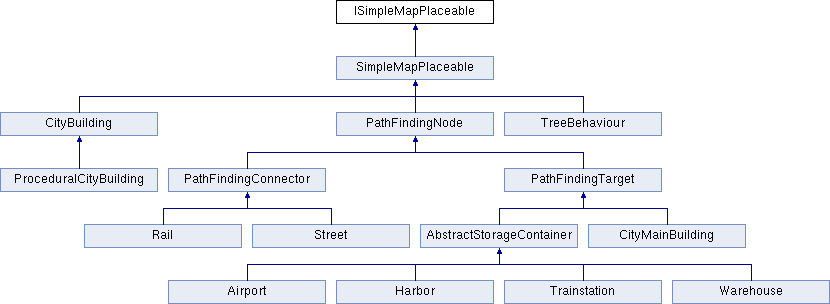 ISimpleMapPlaceable
SimpleMapPlaceable
CityBuilding
PathFindingNode
TreeBehaviour
ProceduralCityBuilding
PathFindingConnector
PathFindingTarget
Rail
Street
AbstractStorageContainer
CityMainBuilding
Airport
Harbor
Trainstation
Warehouse